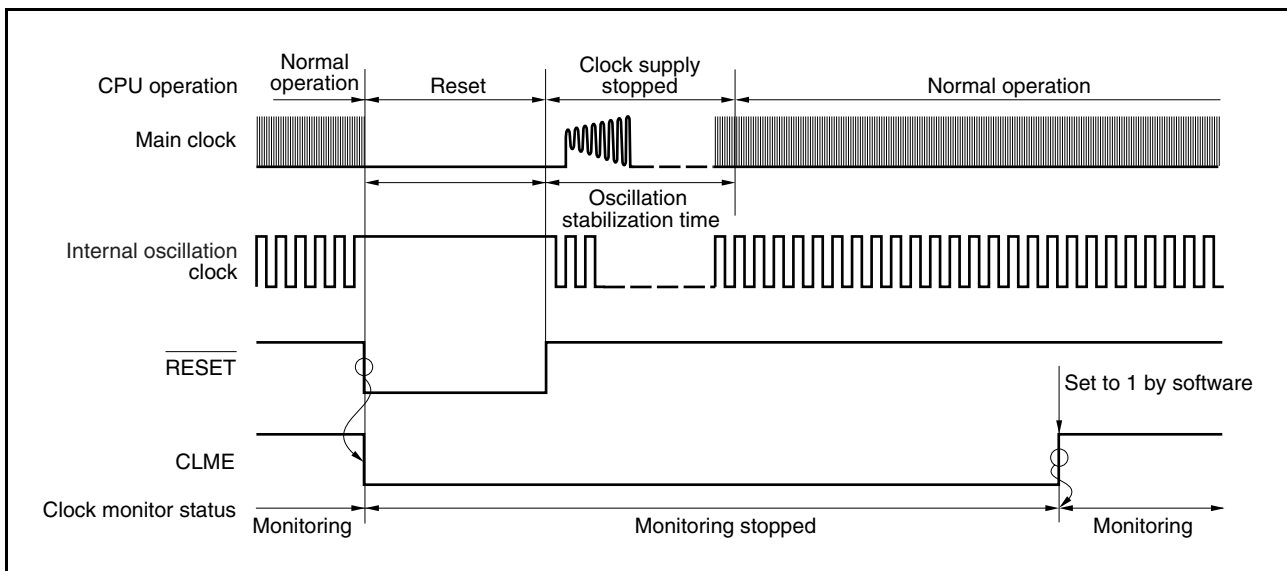 Normal
operation
Clock supply
stopped
CPU operation
Reset
Normal operation
Main clock
Oscillation
stabilization time
Internal oscillation
clock
RESET
Set to 1 by software
CLME
Clock monitor status
Monitoring
Monitoring stopped
Monitoring